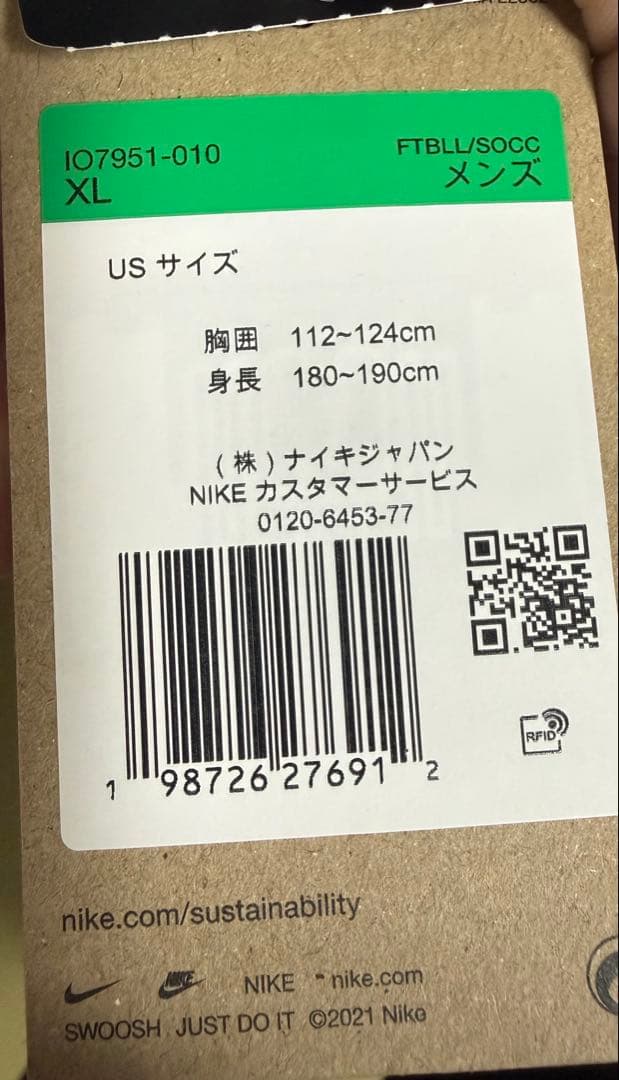 IO7951-010
XL
FTBLL/SOCC
メンズ
US サイズ
胸囲 112~124cm
身長 180~190cm
(株)ナイキジャパン
NIKE カスタマーサービス
0120-6453-77
1 98726 27691 2
RFID
nike.com/sustainability
NIKE NIKE nike.com
SWOOSH JUST DO IT ©2021 Nike